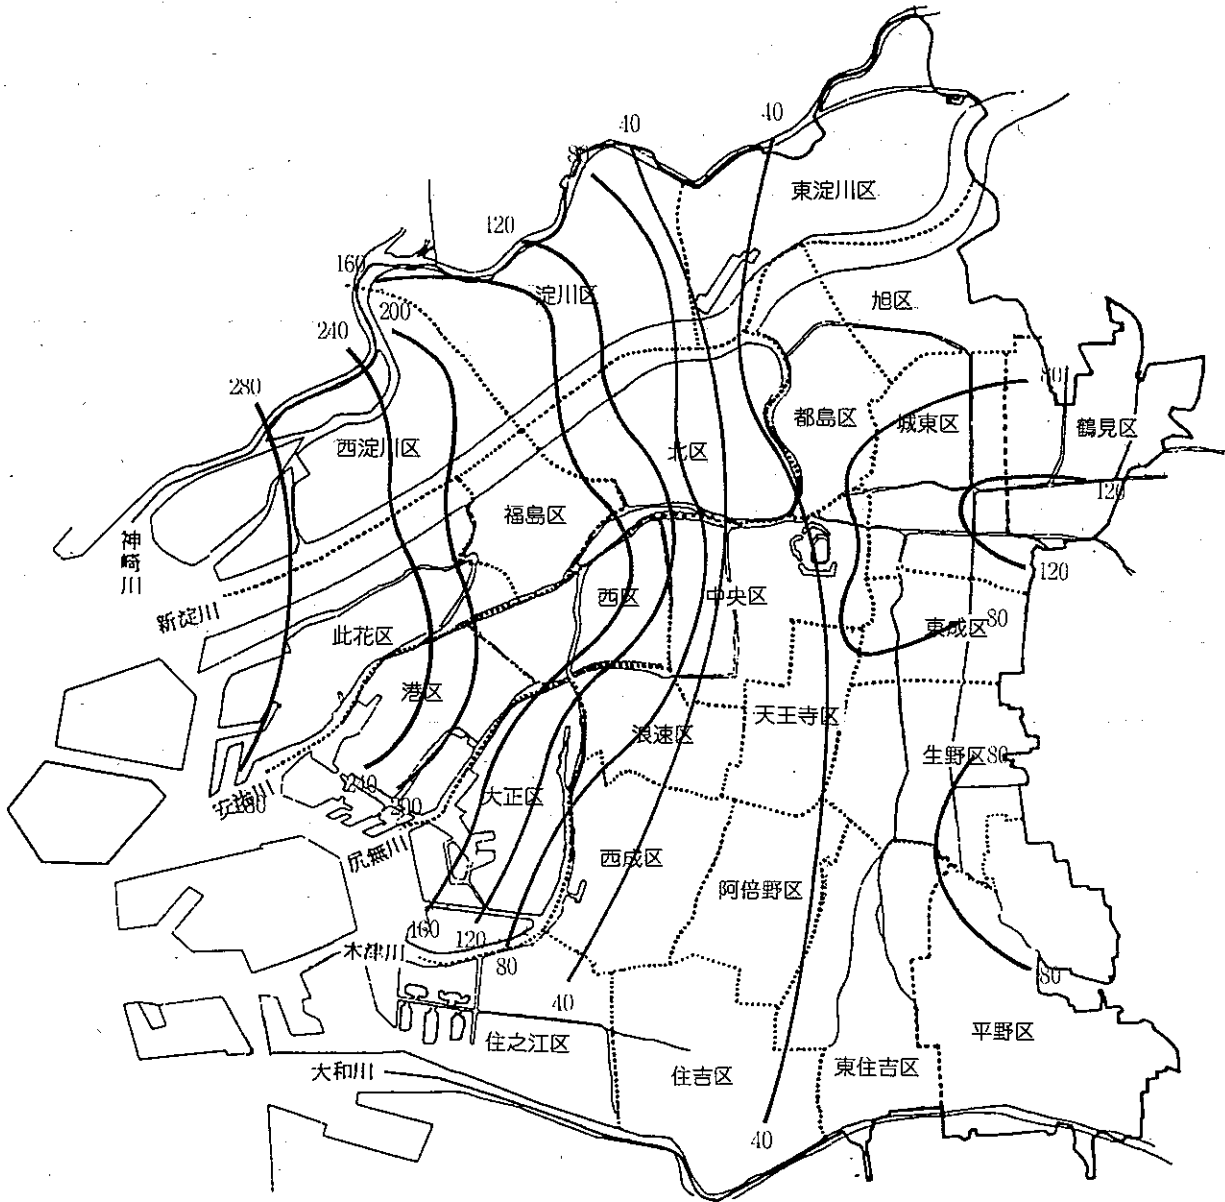 40
40
80
東淀川区
120
160
淀川区
200
旭区
240
280
80
都島区
城東区
鶴見区
西淀川区
北区
120
福島区
神崎川
120
新淀川
西区
中央区
東成区
80
此花区
港区
天王寺区
浪速区
生野区
80
240
200
大正区
尻無川
西成区
阿倍野区
160
120
木津川
80
80
40
平野区
住之江区
大和川
住吉区
東住吉区
40